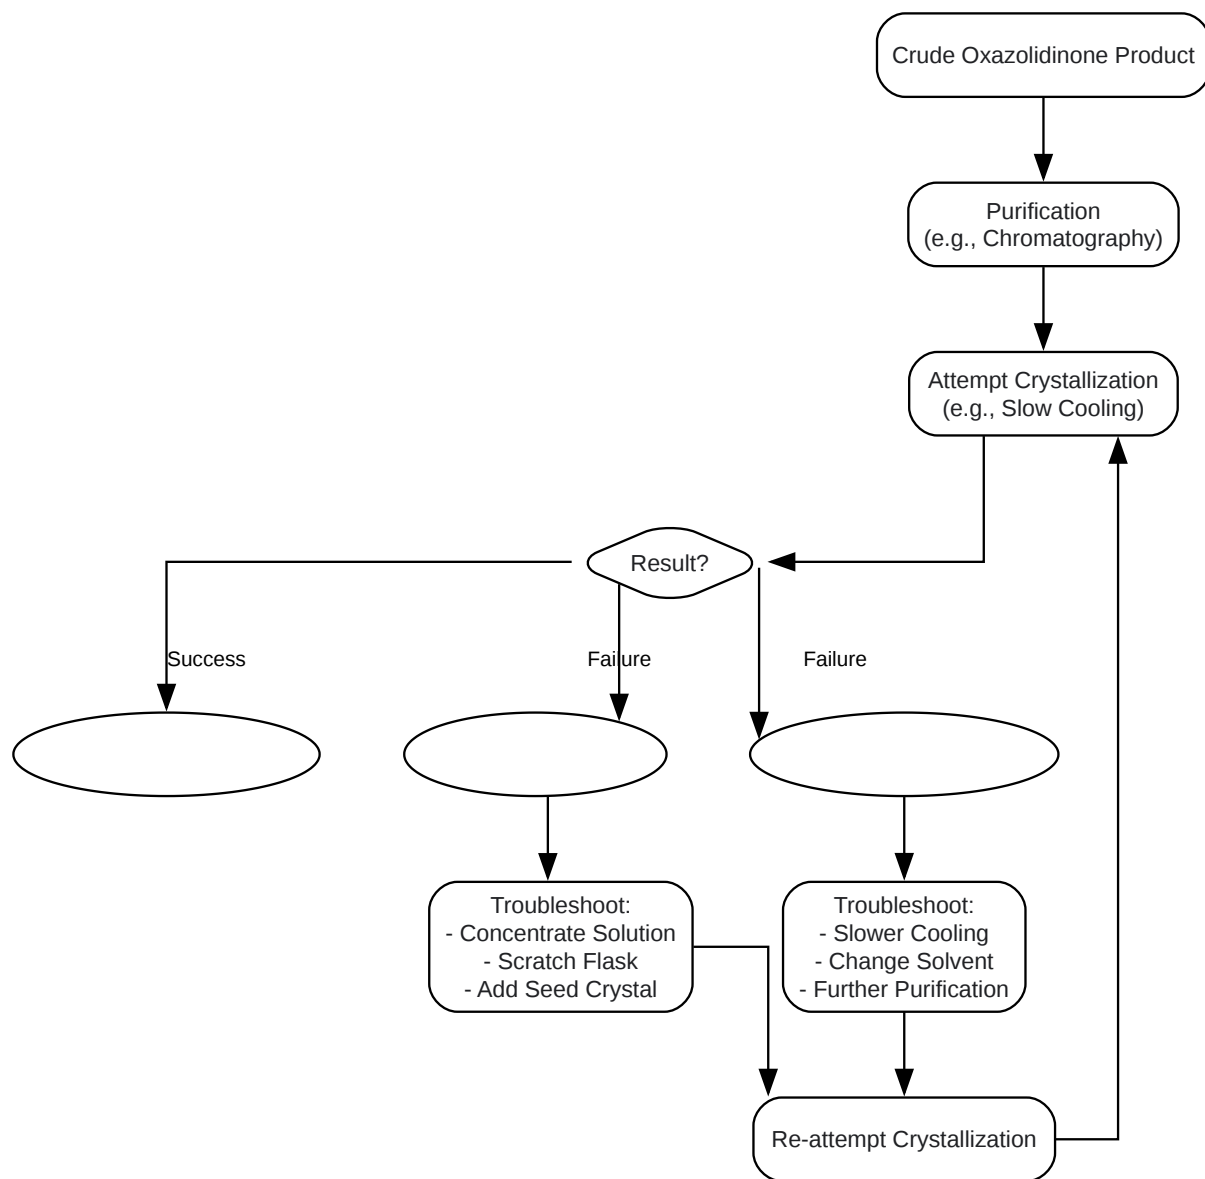 Crude Oxazolidinone Product
Purification
(e.g., Chromatography)
Attempt Crystallization
(e.g., Slow Cooling)
Result?
Success
Failure
Failure
Troubleshoot:
- Concentrate Solution
- Scratch Flask
- Add Seed Crystal
Troubleshoot:
- Slower Cooling
- Change Solvent
- Further Purification
Re-attempt Crystallization